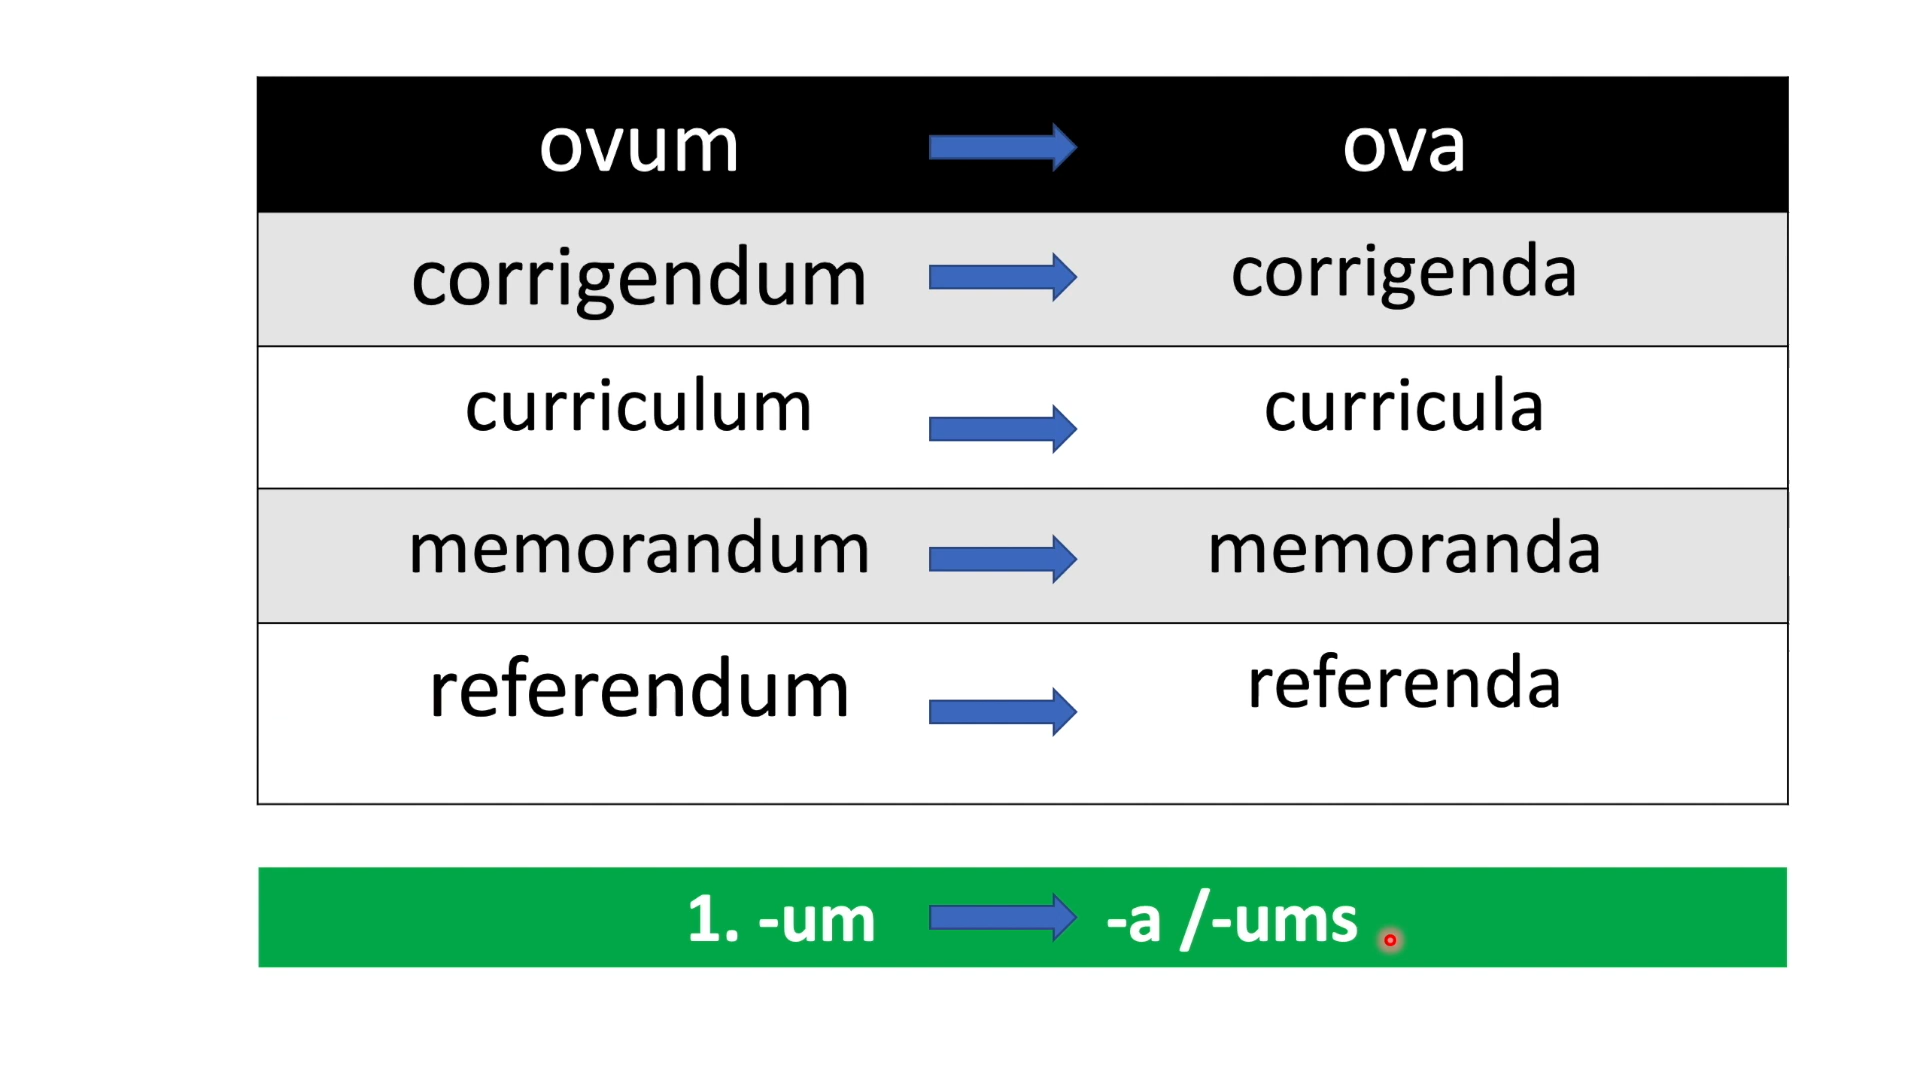 ovum ova
corrigendum corrigenda
curriculum curricula
memorandum memoranda
referendum referenda
1. -um -a /-ums